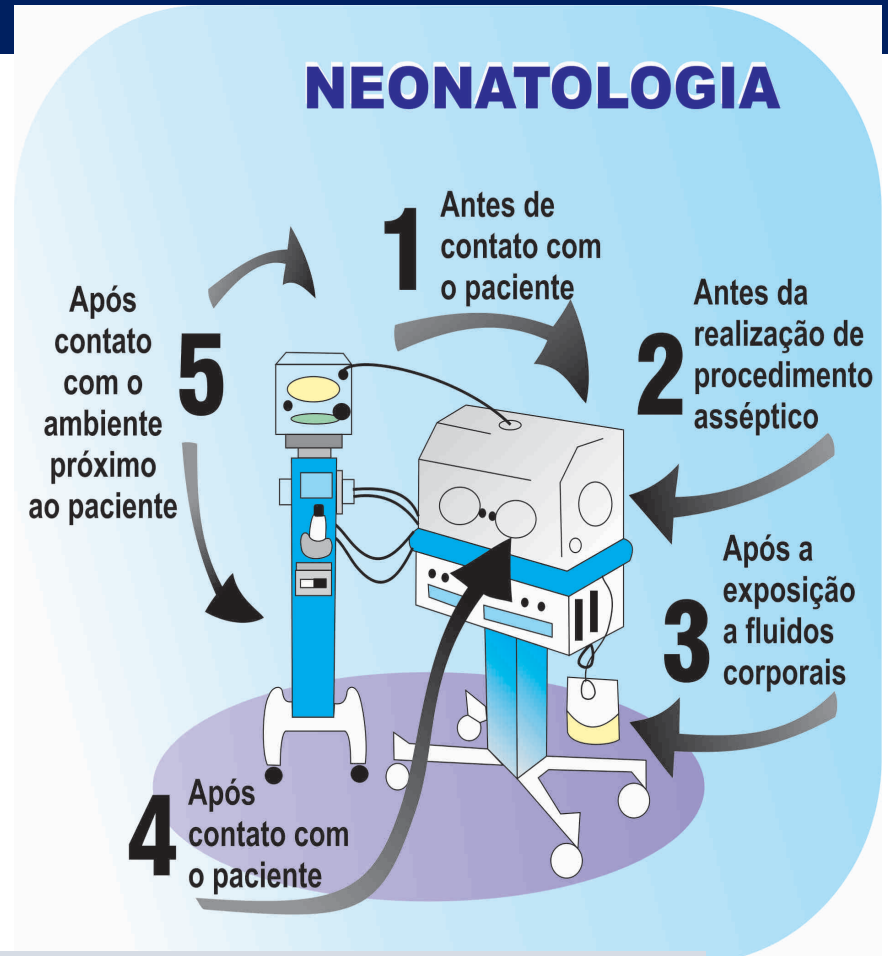 NEONATOLOGIA
1
Antes de
contato com
o paciente
2
Antes da
realização de
procedimento
asséptico
3
Após a
exposição
a fluidos
corporais
4
Após
contato com
o paciente
5
Após
contato
com o
ambiente
próximo
ao paciente